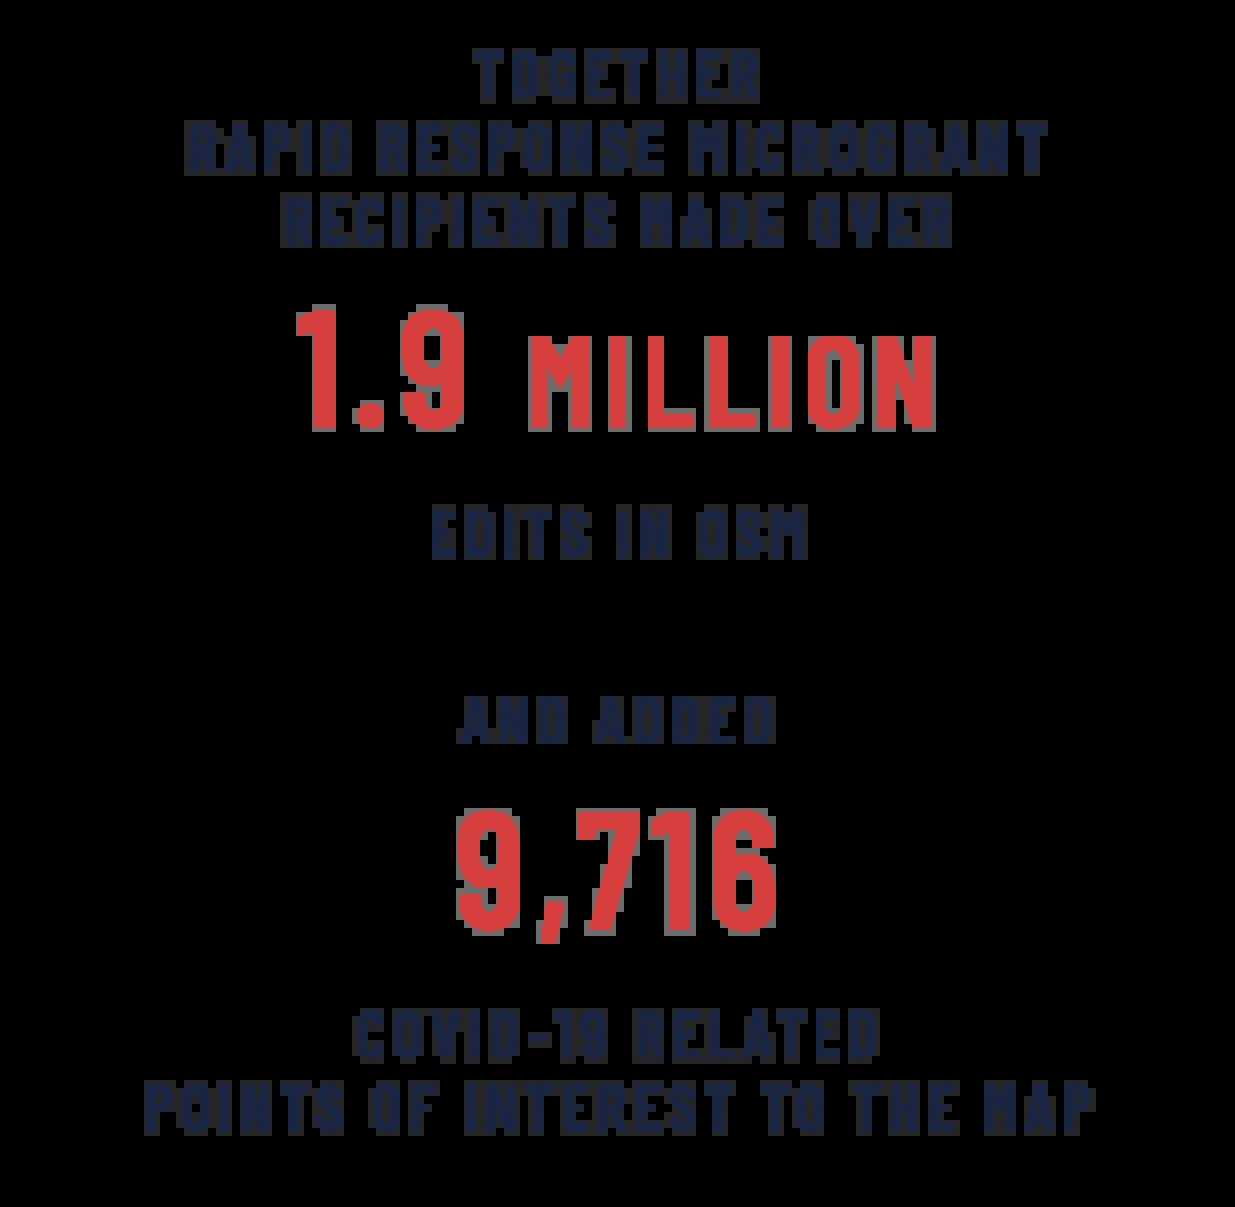 TOGETHER
RAPID RESPONSE MICROGRANT
RECIPIENTS MADE OVER
1.9 MILLION
EDITS IN OSM
AND ADDED
9,716
COVID-19 RELATED
POINTS OF INTEREST TO THE MAP